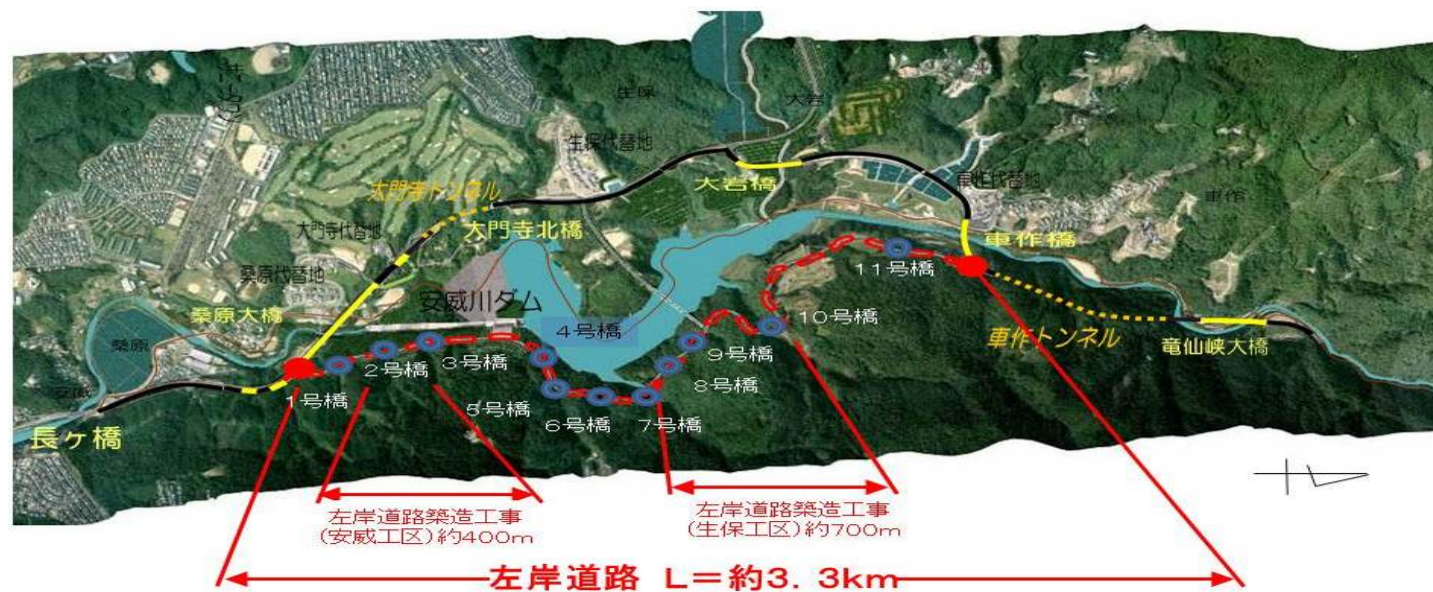 生保
大岩
生保代替地
大門寺トンネル
大岩橋
車作代替地
車作
大門寺代替地
大門寺北橋
車作橋
桑原代替地
11号橋
安威川ダム
桑原大橋
4号橋
10号橋
桑原
車作トンネル
竜仙峡大橋
3号橋
9号橋
2号橋
8号橋
安威
1号橋
5号橋
6号橋
7号橋
長ヶ橋
左岸道路築造工事
(安威工区)約400m
左岸道路築造工事
(生保工区)約700m
左岸道路 L=約3. 3km